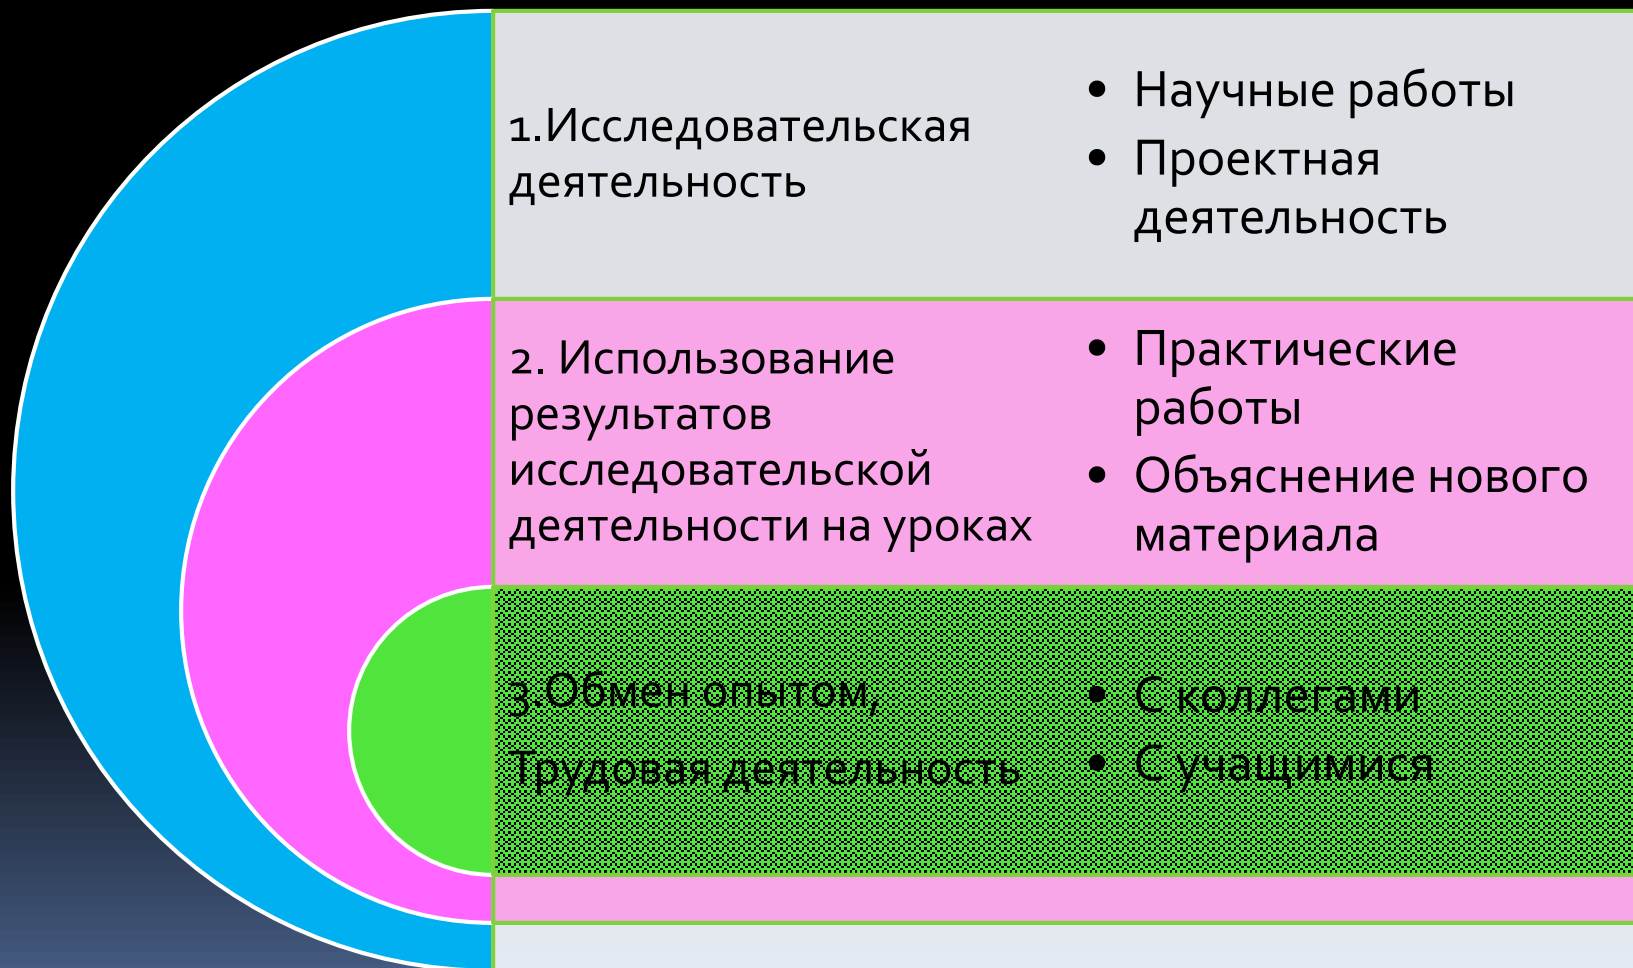 1.Исследовательская
деятельность
• Научные работы
• Проектная
деятельность
2. Использование
результатов
исследовательской
деятельности на уроках
• Практические
работы
• Объяснение нового
материала
3.Обмен опытом,
Трудовая деятельность
• С коллегами
• С учащимися